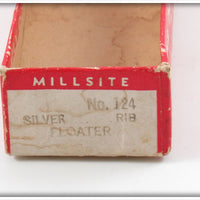 MILLSITE
No. 124
SILVER RIB
FLOATER